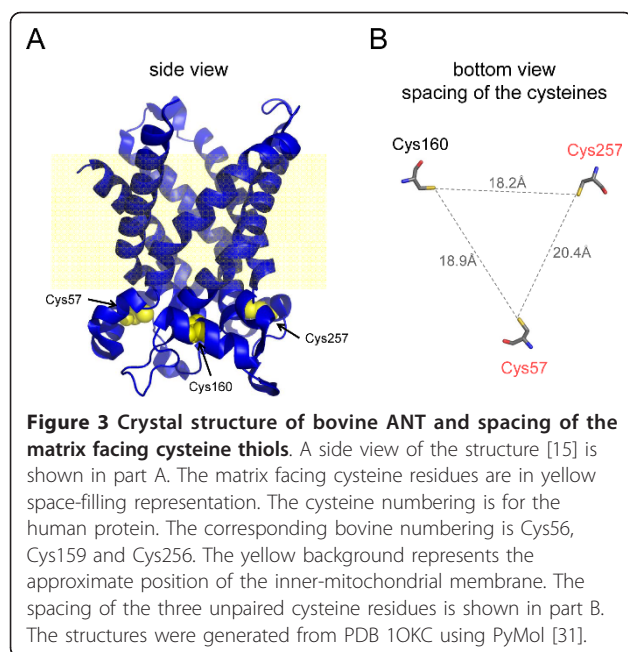 A
side view
Cys57
Cys160
Cys257
B
bottom view
spacing of the cysteines
Cys160
Cys257
18.2Å
18.9Å
20.4Å
Cys57
Figure 3 Crystal structure of bovine ANT and spacing of the
matrix facing cysteine thiols. A side view of the structure [15] is
shown in part A. The matrix facing cysteine residues are in yellow
space-filling representation. The cysteine numbering is for the
human protein. The corresponding bovine numbering is Cys56,
Cys159 and Cys256. The yellow background represents the
approximate position of the inner-mitochondrial membrane. The
spacing of the three unpaired cysteine residues is shown in part B.
The structures were generated from PDB 1OKC using PyMol [31].